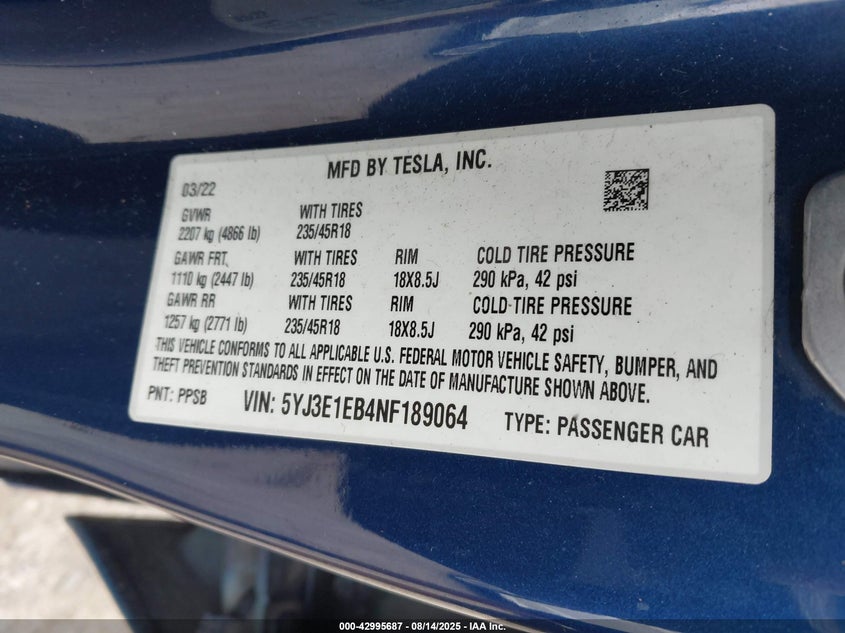 MFD BY TESLA, INC.
03/22
GVWR WITH TIRES
2207 kg (4866 lb) 235/45R18
GAWR FRT WITH TIRES RIM COLD TIRE PRESSURE
1110 kg (2447 lb) 235/45R18 18X8.5J 290 kPa, 42 psi
GAWR RR WITH TIRES RIM COLD TIRE PRESSURE
1257 kg (2771 lb) 235/45R18 18X8.5J 290 kPa, 42 psi
THIS VEHICLE CONFORMS TO ALL APPLICABLE U.S. FEDERAL MOTOR VEHICLE SAFETY, BUMPER, AND
THEFT PREVENTION STANDARDS IN EFFECT ON THE DATE OF MANUFACTURE SHOWN ABOVE.
PNT: PPSB VIN: 5YJ3E1EB4NF189064 TYPE: PASSENGER CAR
000-42995687 - 08/14/2025 - IAA Inc.